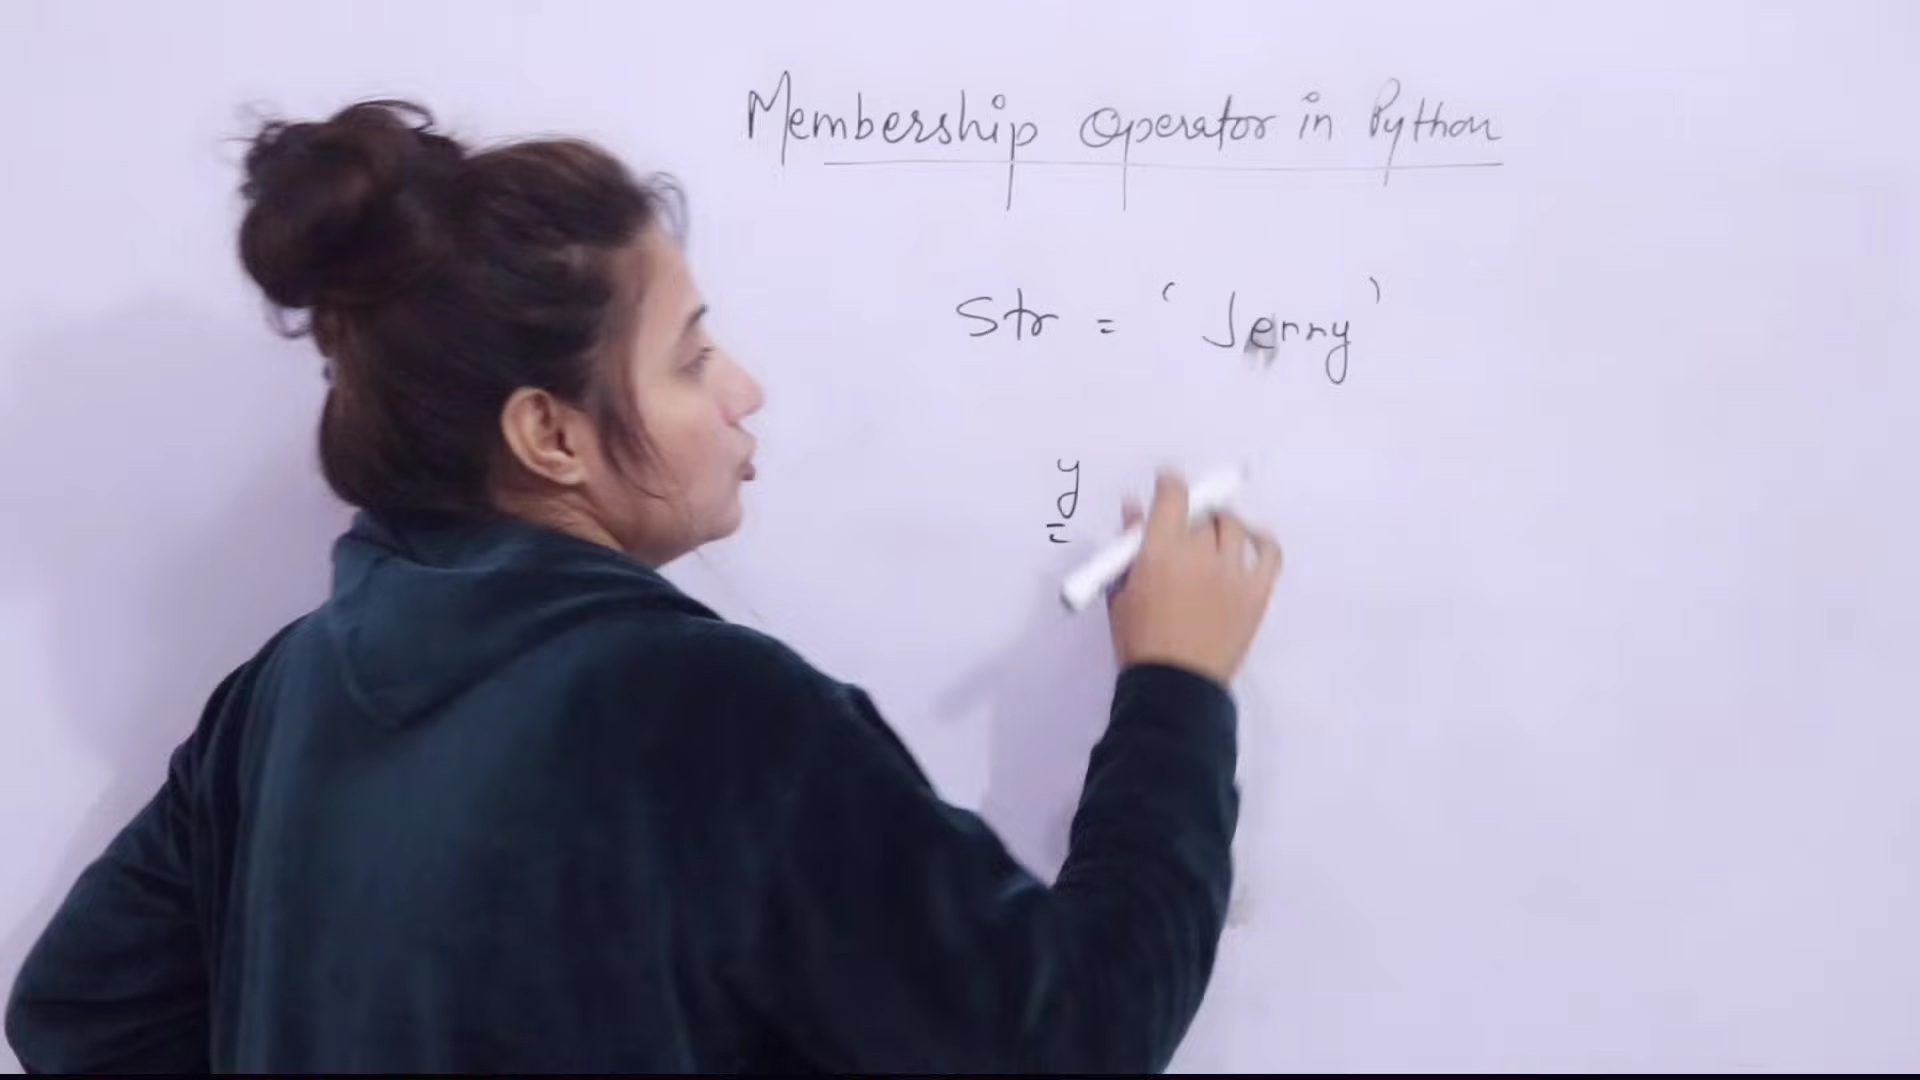 Membership Operator in Python
Str = 'Jenny'
y